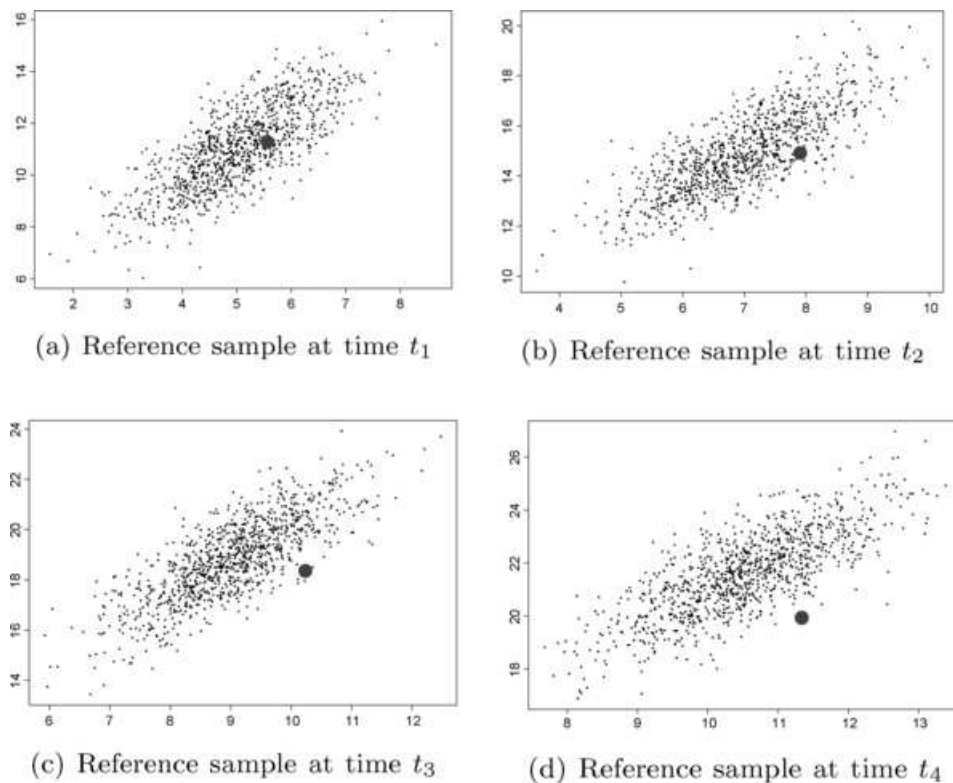 16
14
12
10
8
6
2 3 4 5 6 7 8
(a) Reference sample at time t1
20
18
16
14
12
10
4 5 6 7 8 9 10
(b) Reference sample at time t2
24
22
20
18
16
14
6 7 8 9 10 11 12
(c) Reference sample at time t3
26
24
22
20
18
8 9 10 11 12 13
(d) Reference sample at time t4